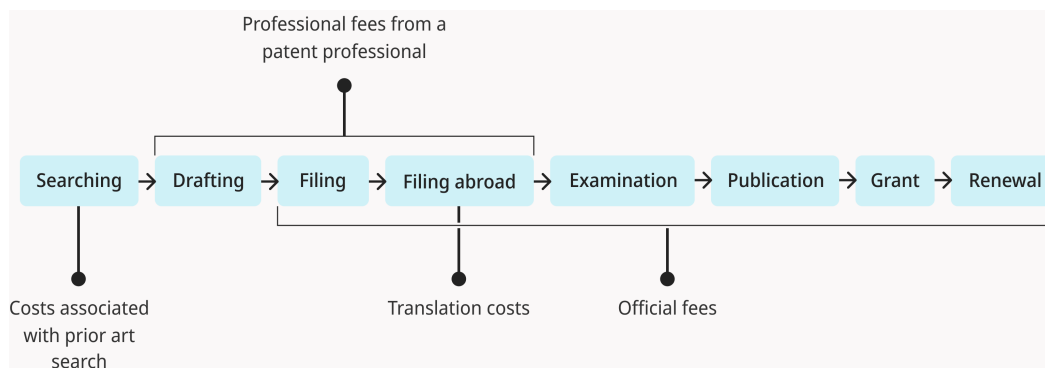 Professional fees from a
patent professional
Searching
Drafting
Filing
Filing abroad
Examination
Publication
Grant
Renewal
Costs associated
with prior art
search
Translation costs
Official fees